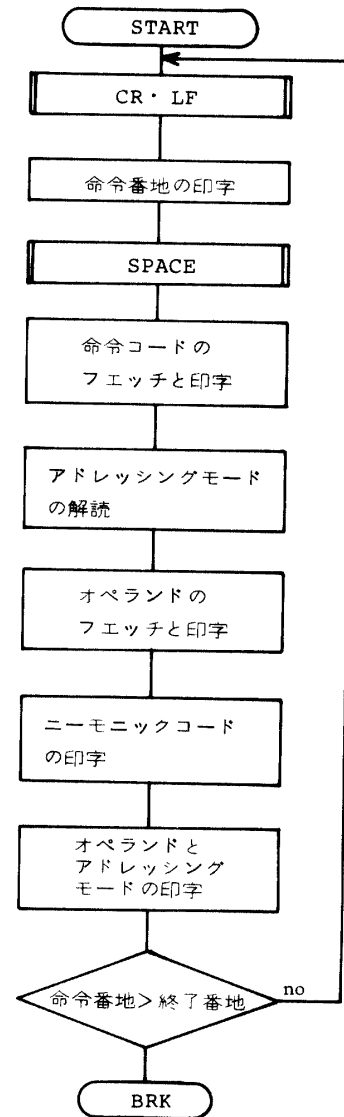 START
CR・LF
命令番地の印字
SPACE
命令コードの
フェッチと印字
アドレッシングモード
の解読
オペランドの
フェッチと印字
ニーモニックコード
の印字
オペランドと
アドレッシング
モードの印字
命令番地>終了番地
no
BRK